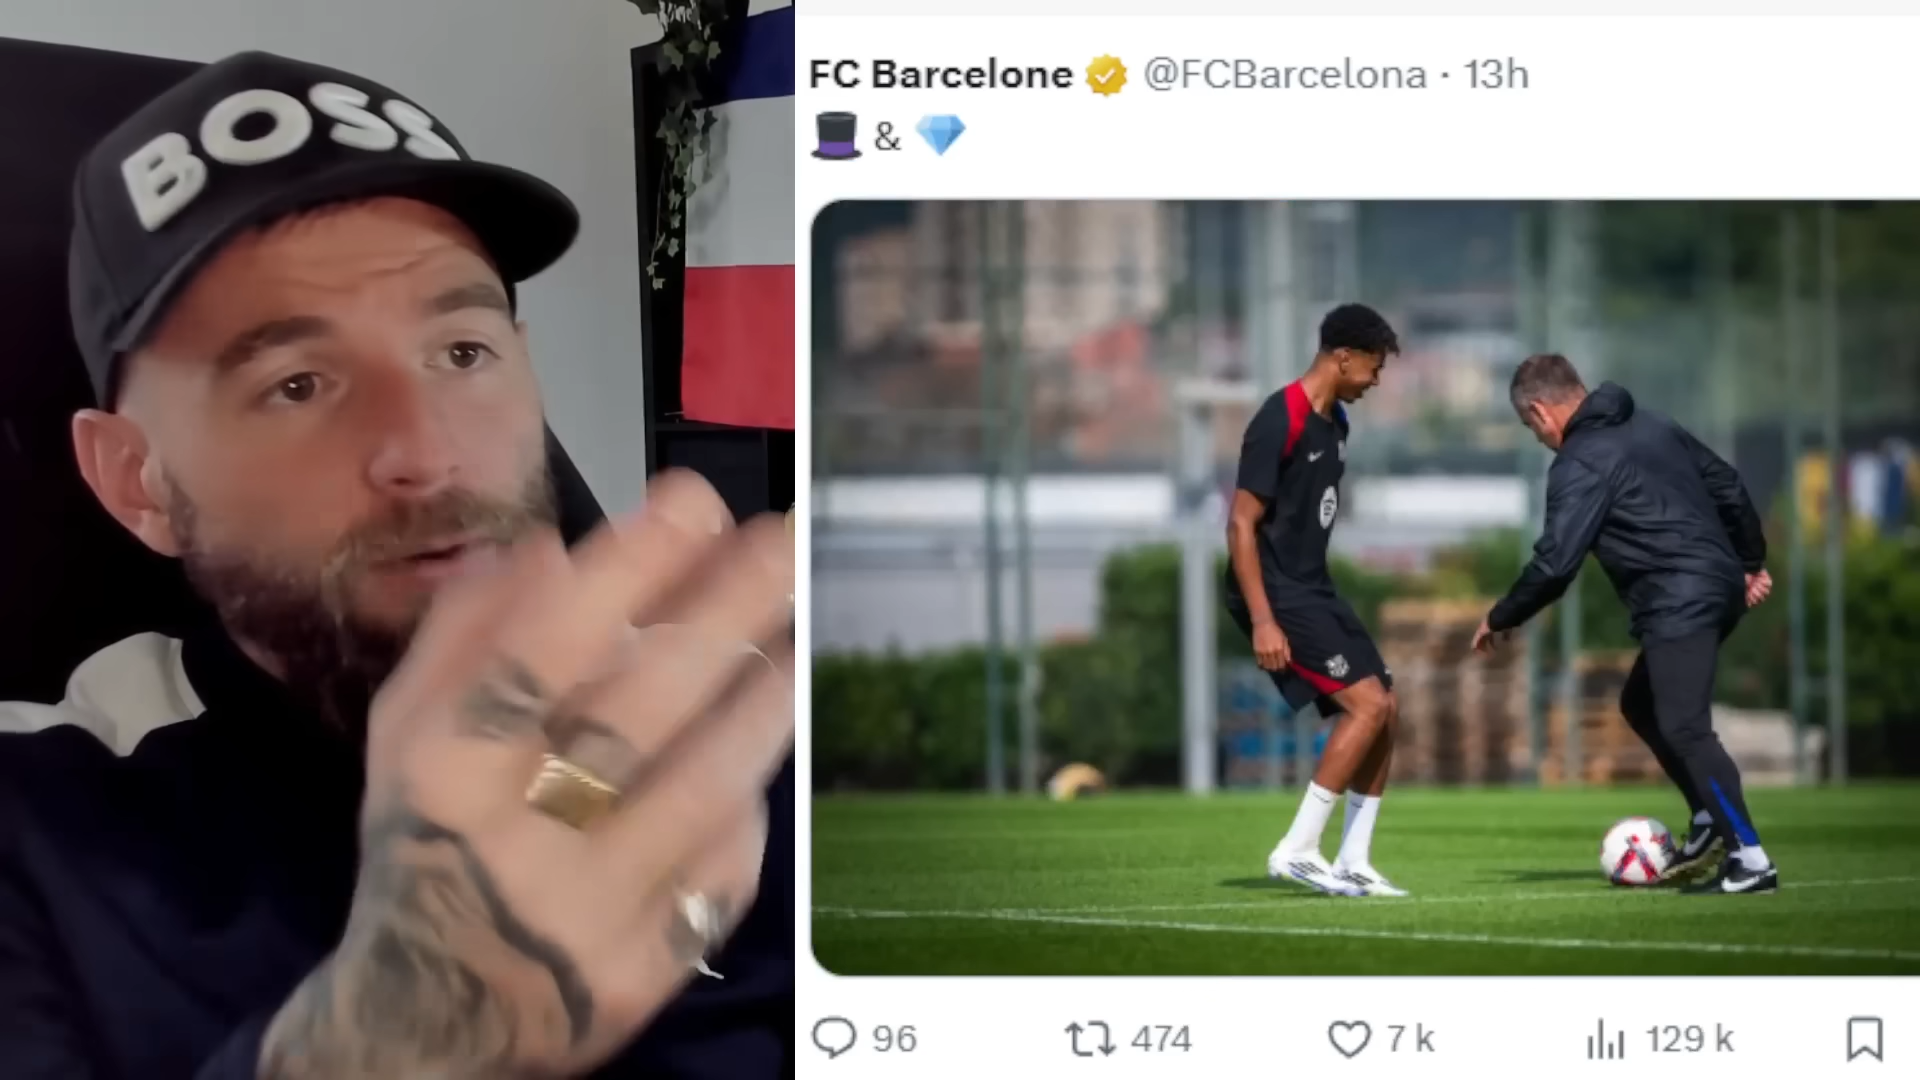 BOSS
FC Barcelone @FCBarcelona · 13h
🎩 & 💎
96 474 7 k 129 k